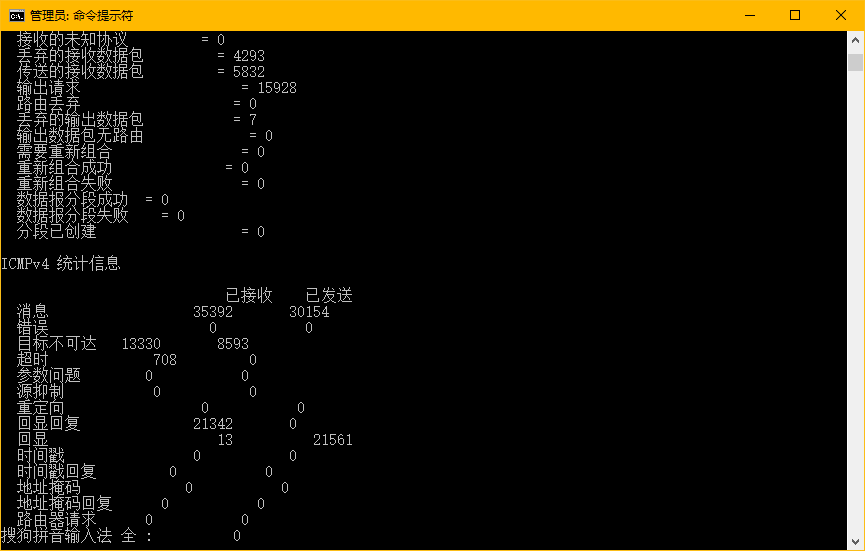 管理员: 命令提示符
接收的未知协议 = 0
丢弃的接收数据包 = 4293
传送的接收数据包 = 5832
输出请求 = 15928
路由丢弃 = 0
丢弃的输出数据包 = 7
输出数据包无路由 = 0
需要重新组合 = 0
重新组合成功 = 0
重新组合失败 = 0
数据报分段成功 = 0
数据报分段失败 = 0
分段已创建 = 0
ICMPv4 统计信息
已接收 已发送
消息 35392 30154
错误 0 0
目标不可达 13330 8593
超时 708 0
参数问题 0 0
源抑制 0 0
重定向 0 0
回显回复 21342 0
回显 13 21561
时间戳 0 0
时间戳回复 0 0
地址掩码 0 0
地址掩码回复 0 0
路由器请求 0 0
搜狗拼音输入法 全 : 0